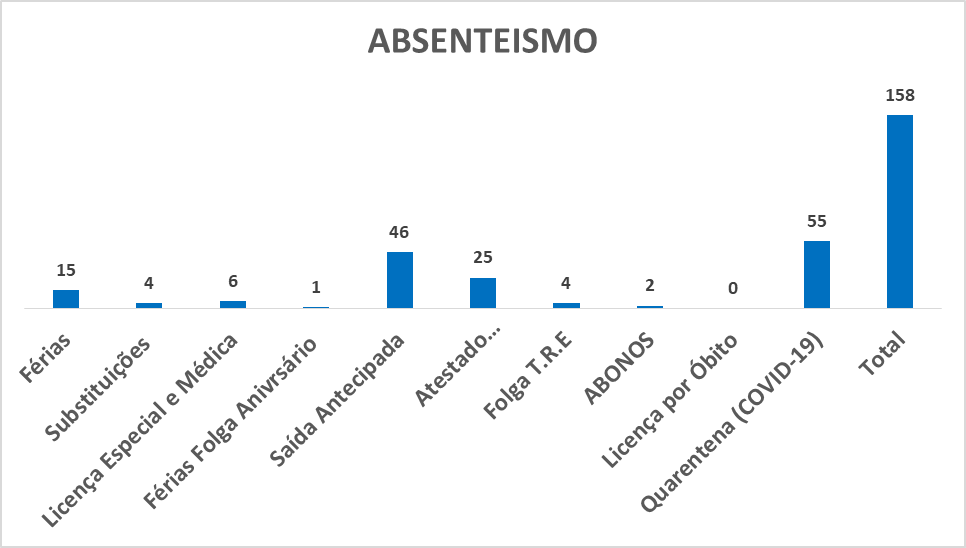 ABSENTEISMO
158
55
46
25
15
6
4
4
2
1
0
Férias
Substituições
Licença Especial e Médica
Férias Folga Anivrsário
Saída Antecipada
Atestado...
Folga T.R.E
ABONOS
Licença por Óbito
Quarentena (COVID-19)
Total